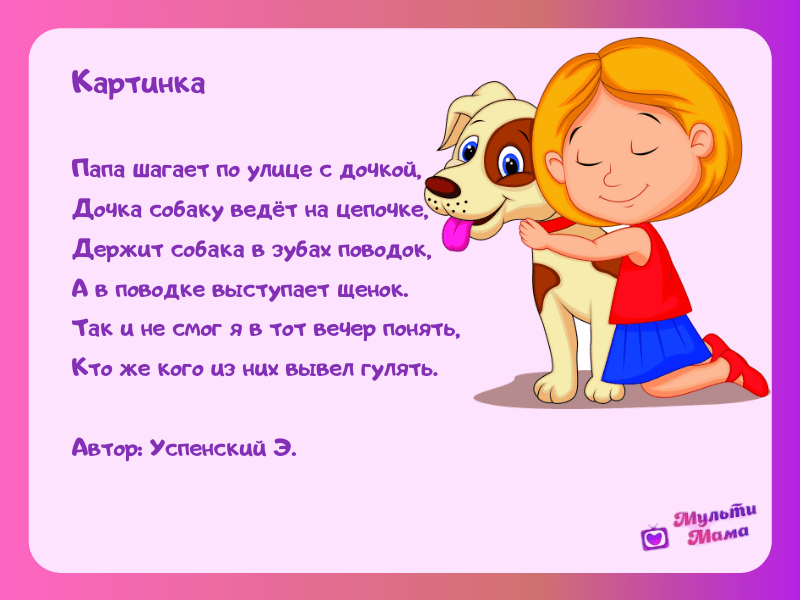 Картинка
Папа шагает по улице с дочкой,
Дочка собаку ведёт на цепочке,
Держит собака в зубах поводок,
А в поводке выступает щенок.
Так и не смог я в тот вечер понять,
Кто же кого из них вывел гулять.
Автор: Успенский Э.
Мульти
Мама